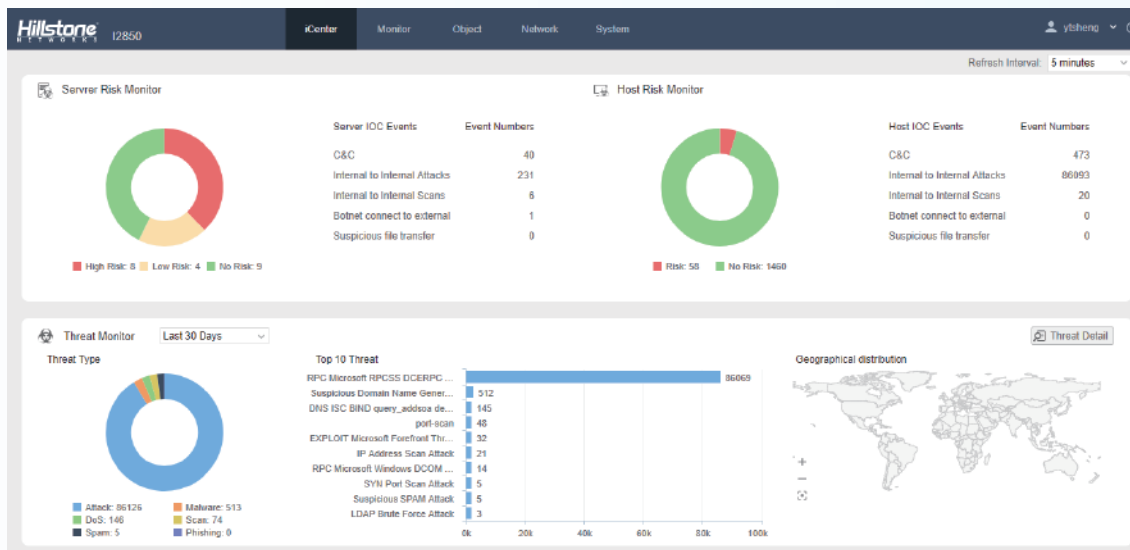 Hillstone
NETWORKS I2850 iCenter Monitor Object Network System ytsheng
Refresh Interval: 5 minutes
Servrer Risk Monitor
Server IOC Events Event Numbers
C&C 40
Internal to Internal Attacks 231
Internal to Internal Scans 6
Botnet connect to external 1
Suspicious file transfer 0
High Risk: 8 Low Risk: 4 No Risk: 9
Host Risk Monitor
Host IOC Events Event Numbers
C&C 473
Internal to Internal Attacks 86093
Internal to Internal Scans 20
Botnet connect to external 0
Suspicious file transfer 0
Risk: 58 No Risk: 1460
Threat Monitor Last 30 Days Threat Detail
Threat Type
Attack: 86126 Malware: 513
DoS: 146 Scan: 74
Spam: 5 Phishing: 0
Top 10 Threat
RPC Microsoft RPCSS DCERPC ... 86069
Suspicious Domain Name Gener... 512
DNS ISC BIND query_addsoa de... 145
port-scan 48
EXPLOIT Microsoft Forefront Thr... 32
IP Address Scan Attack 21
RPC Microsoft Windows DCOM ... 14
SYN Port Scan Attack 5
Suspicious SPAM Attack 5
LDAP Brute Force Attack 3
0k 20k 40k 60k 80k 100k
Geographical distribution
+
−